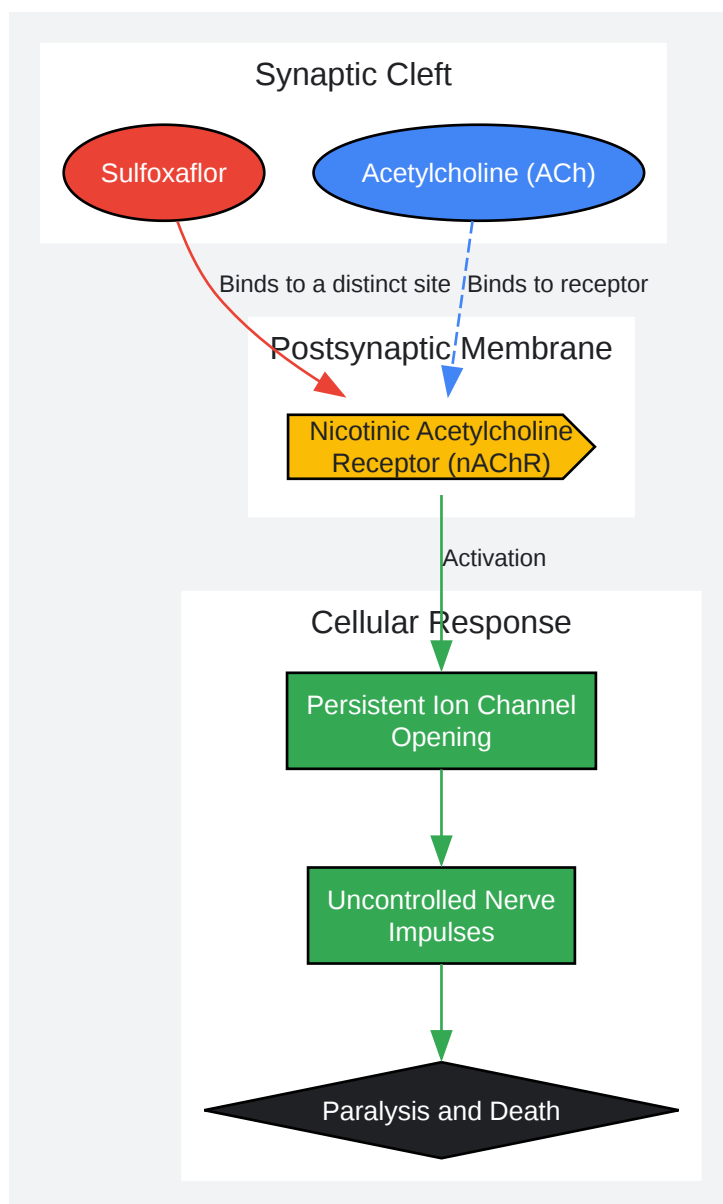 Synaptic Cleft
Sulfoxaflor
Acetylcholine (ACh)
Binds to a distinct site
Binds to receptor
Postsynaptic Membrane
Nicotinic Acetylcholine
Receptor (nAChR)
Activation
Cellular Response
Persistent Ion Channel
Opening
Uncontrolled Nerve
Impulses
Paralysis and Death